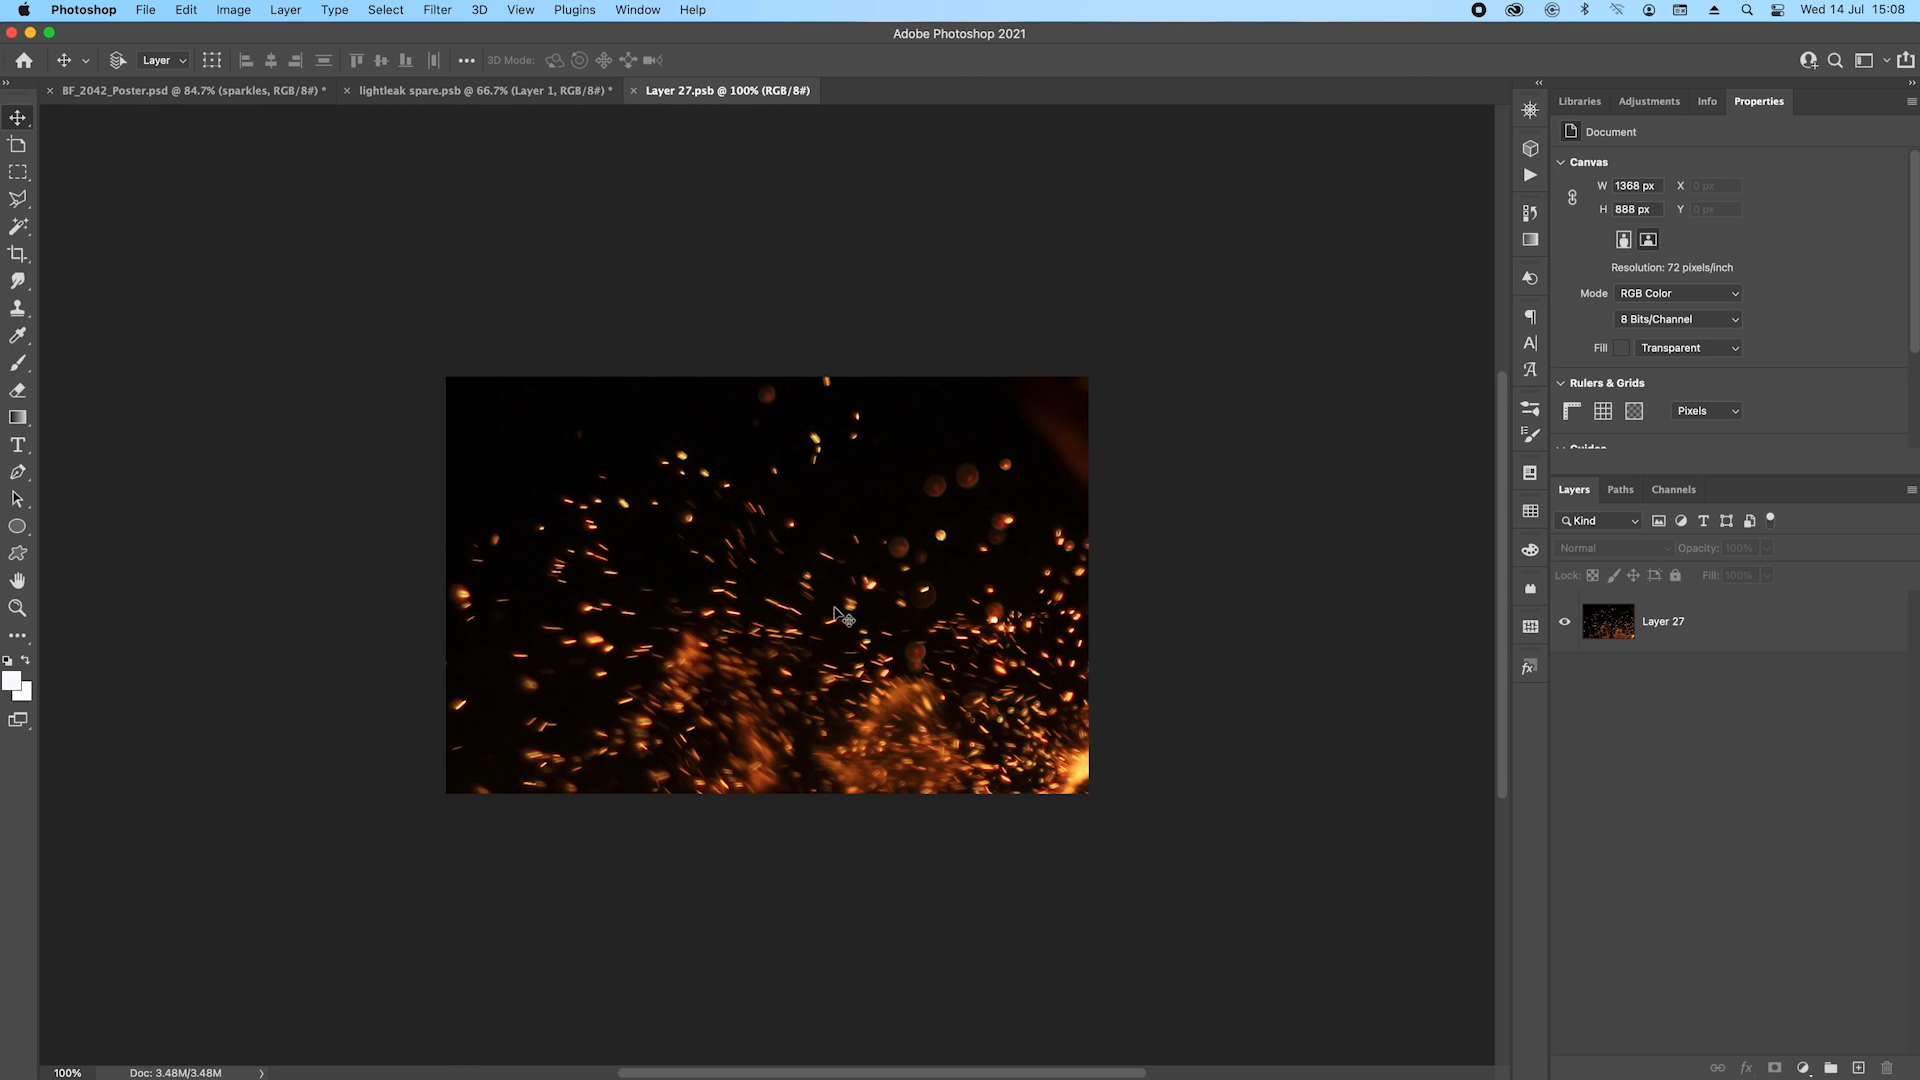 Photoshop File Edit Image Layer Type Select Filter 3D View Plugins Window Help Wed 14 Jul 15:08
Adobe Photoshop 2021
Layer 3D Mode:
BF_2042_Poster.psd @ 84.7% (sparkles, RGB/8#) * lightleak spare.psb @ 66.7% (Layer 1, RGB/8#) * Layer 27.psb @ 100% (RGB/8#)
Libraries Adjustments Info Properties
Document
Canvas
W 1368 px X 0 px
H 888 px Y 0 px
Resolution: 72 pixels/inch
Mode RGB Color
8 Bits/Channel
Fill Transparent
Rulers & Grids
Pixels
Layers Paths Channels
Kind
Normal Opacity: 100%
Lock: Fill: 100%
Layer 27
100% Doc: 3.48M/3.48M